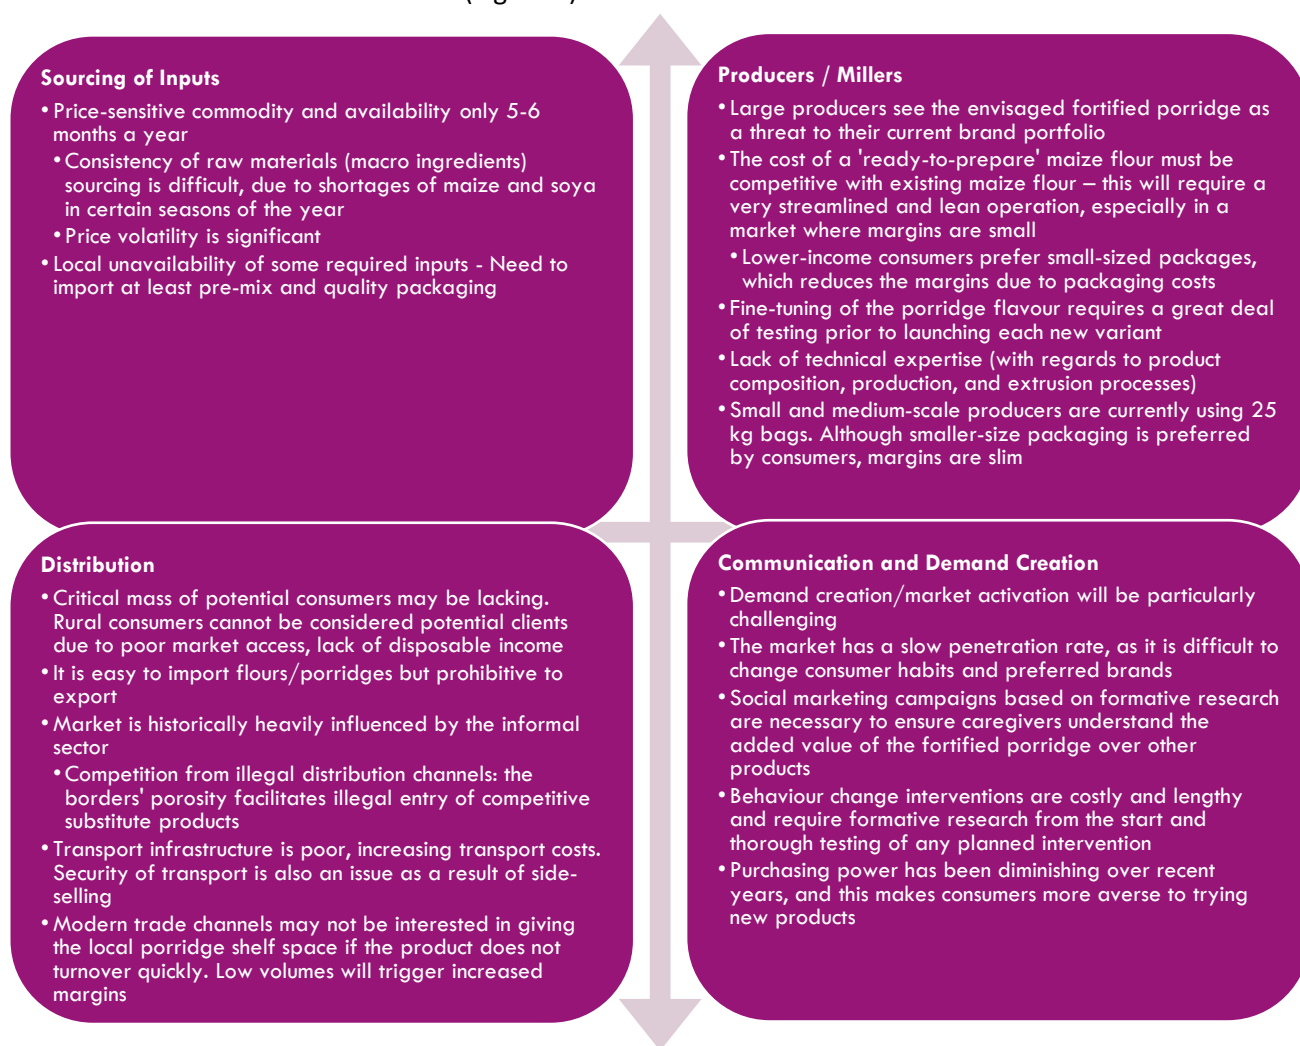 Sourcing of Inputs
• Price-sensitive commodity and availability only 5-6
months a year
• Consistency of raw materials (macro ingredients)
sourcing is difficult, due to shortages of maize and soya
in certain seasons of the year
• Price volatility is significant
• Local unavailability of some required inputs - Need to
import at least pre-mix and quality packaging
Producers / Millers
• Large producers see the envisaged fortified porridge as
a threat to their current brand portfolio
• The cost of a 'ready-to-prepare' maize flour must be
competitive with existing maize flour – this will require a
very streamlined and lean operation, especially in a
market where margins are small
• Lower-income consumers prefer small-sized packages,
which reduces the margins due to packaging costs
• Fine-tuning of the porridge flavour requires a great deal
of testing prior to launching each new variant
• Lack of technical expertise (with regards to product
composition, production, and extrusion processes)
• Small and medium-scale producers are currently using 25
kg bags. Although smaller-size packaging is preferred
by consumers, margins are slim
Distribution
• Critical mass of potential consumers may be lacking.
Rural consumers cannot be considered potential clients
due to poor market access, lack of disposable income
• It is easy to import flours/porridges but prohibitive to
export
• Market is historically heavily influenced by the informal
sector
• Competition from illegal distribution channels: the
borders' porosity facilitates illegal entry of competitive
substitute products
• Transport infrastructure is poor, increasing transport costs.
Security of transport is also an issue as a result of side-
selling
• Modern trade channels may not be interested in giving
the local porridge shelf space if the product does not
turnover quickly. Low volumes will trigger increased
margins
Communication and Demand Creation
• Demand creation/market activation will be particularly
challenging
• The market has a slow penetration rate, as it is difficult to
change consumer habits and preferred brands
• Social marketing campaigns based on formative research
are necessary to ensure caregivers understand the
added value of the fortified porridge over other
products
• Behaviour change interventions are costly and lengthy
and require formative research from the start and
thorough testing of any planned intervention
• Purchasing power has been diminishing over recent
years, and this makes consumers more averse to trying
new products